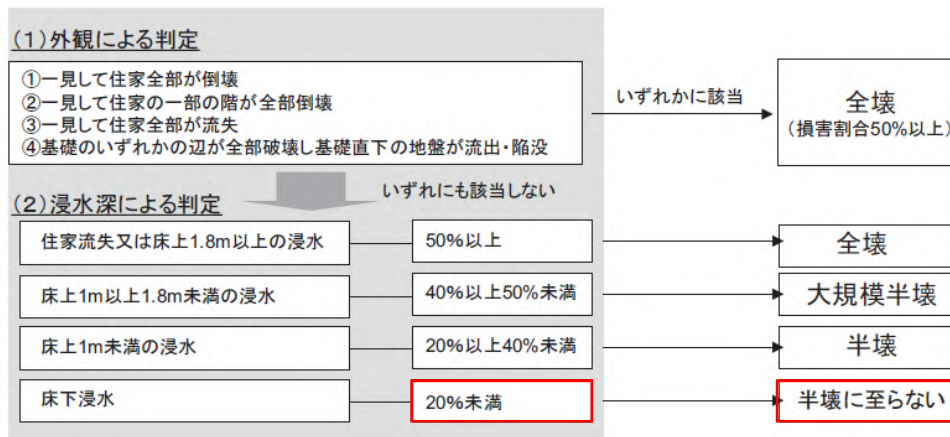 (1)外観による判定
①一見して住家全部が倒壊
②一見して住家の一部の階が全部倒壊
③一見して住家全部が流失
④基礎のいずれかの辺が全部破壊し基礎直下の地盤が流出・陥没
いずれかに該当
全壊
(損害割合50%以上)
いずれにも該当しない
(2)浸水深による判定
住家流失又は床上1.8m以上の浸水
50%以上
全壊
床上1m以上1.8m未満の浸水
40%以上50%未満
大規模半壊
床上1m未満の浸水
20%以上40%未満
半壊
床下浸水
20%未満
半壊に至らない